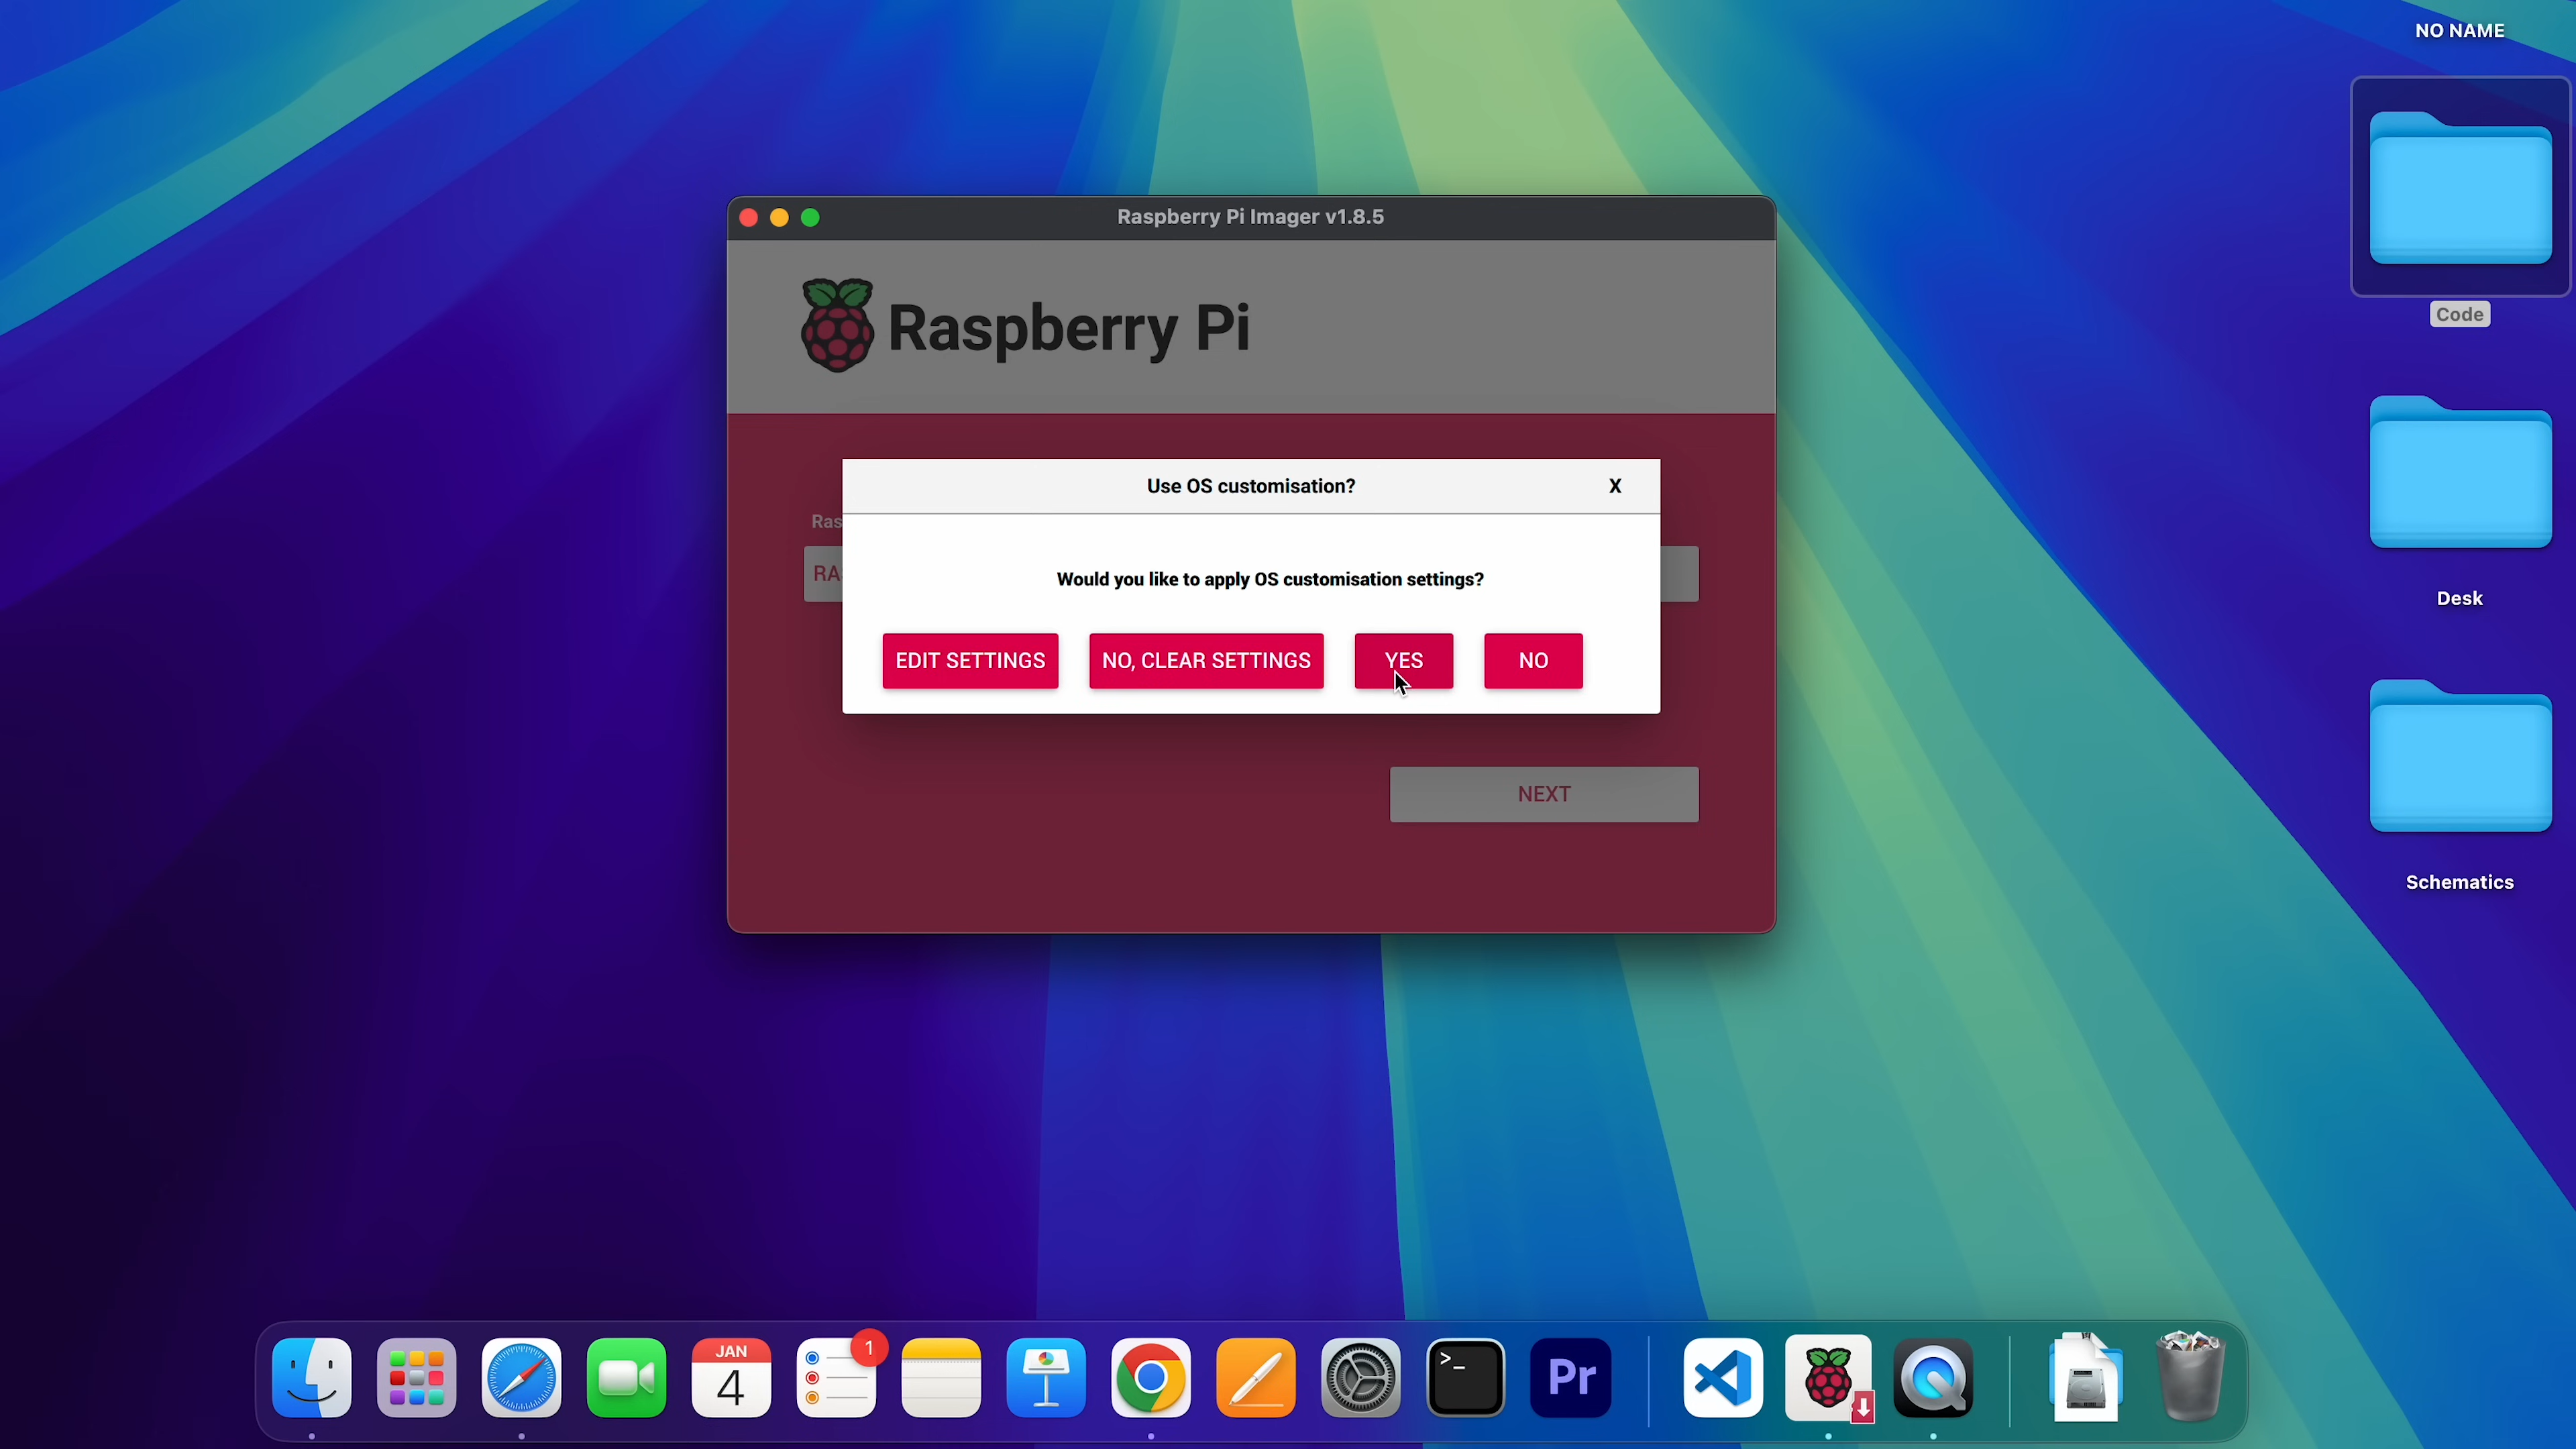 NO NAME
Raspberry Pi Imager v1.8.5
Raspberry Pi
Code
Use OS customisation? X
Ras
RA
Would you like to apply OS customisation settings?
EDIT SETTINGS NO, CLEAR SETTINGS YES NO
Desk
NEXT
Schematics
JAN
4
1
>_
Pr